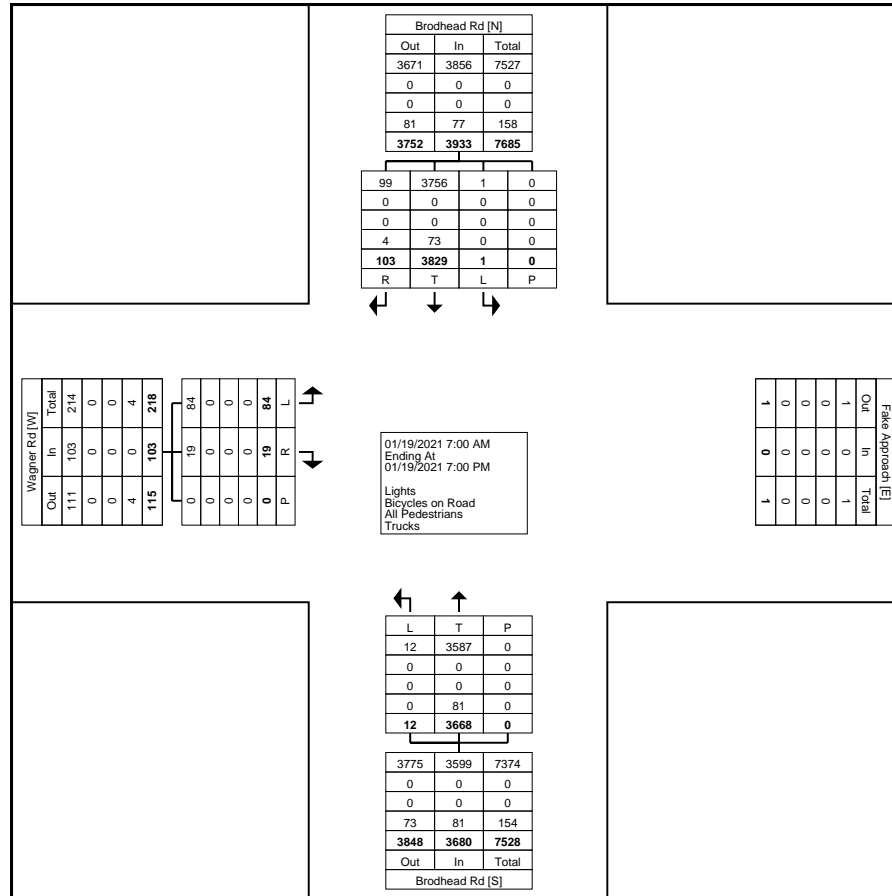 Brodhead Rd [N]
Out In Total
3671 3856 7527
0 0 0
0 0 0
81 77 158
3752 3933 7685
99 3756 1 0
0 0 0 0
0 0 0 0
4 73 0 0
103 3829 1 0
R T L P
Wagner Rd [W]
Total In Out
214 103 111
0 0 0
0 0 0
4 0 4
218 103 115
84 19 0
0 0 0
0 0 0
0 0 0
84 19 0
L R P
01/19/2021 7:00 AM
Ending At
01/19/2021 7:00 PM
Lights
Bicycles on Road
All Pedestrians
Trucks
Fake Approach [E]
Out In Total
1 0 1
0 0 0
0 0 0
0 0 0
1 0 1
L T P
12 3587 0
0 0 0
0 0 0
0 81 0
12 3668 0
3775 3599 7374
0 0 0
0 0 0
73 81 154
3848 3680 7528
Out In Total
Brodhead Rd [S]